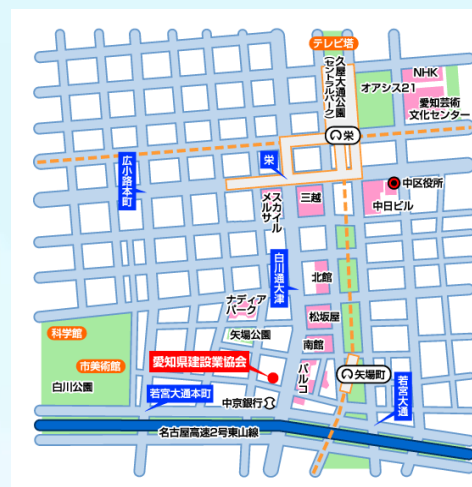 テレビ塔
久屋大通公園
(セントラルパーク)
NHK
オアシス21
愛知芸術
文化センター
栄
栄
広小路本町
中区役所
中日ビル
スカイル
メルサ
三越
白川通大津
北館
ナディア
パーク
松坂屋
矢場公園
南館
科学館
市美術館
愛知県建設業協会
パルコ
矢場町
白川公園
若宮大通本町
中京銀行
若宮大通
名古屋高速2号東山線